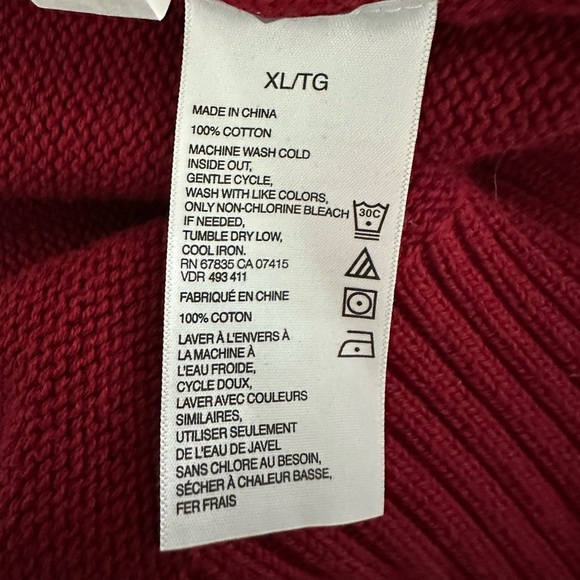 XL/TG
MADE IN CHINA
100% COTTON
MACHINE WASH COLD
INSIDE OUT,
GENTLE CYCLE,
WASH WITH LIKE COLORS,
ONLY NON-CHLORINE BLEACH
IF NEEDED,
TUMBLE DRY LOW,
COOL IRON.
RN 67835 CA 07415
VDR 493 411
30C
FABRIQUÉ EN CHINE
100% COTON
LAVER À L'ENVERS À
LA MACHINE À
L'EAU FROIDE,
CYCLE DOUX,
LAVER AVEC COULEURS
SIMILAIRES,
UTILISER SEULEMENT
DE L'EAU DE JAVEL
SANS CHLORE AU BESOIN,
SÉCHER À CHALEUR BASSE,
FER FRAIS